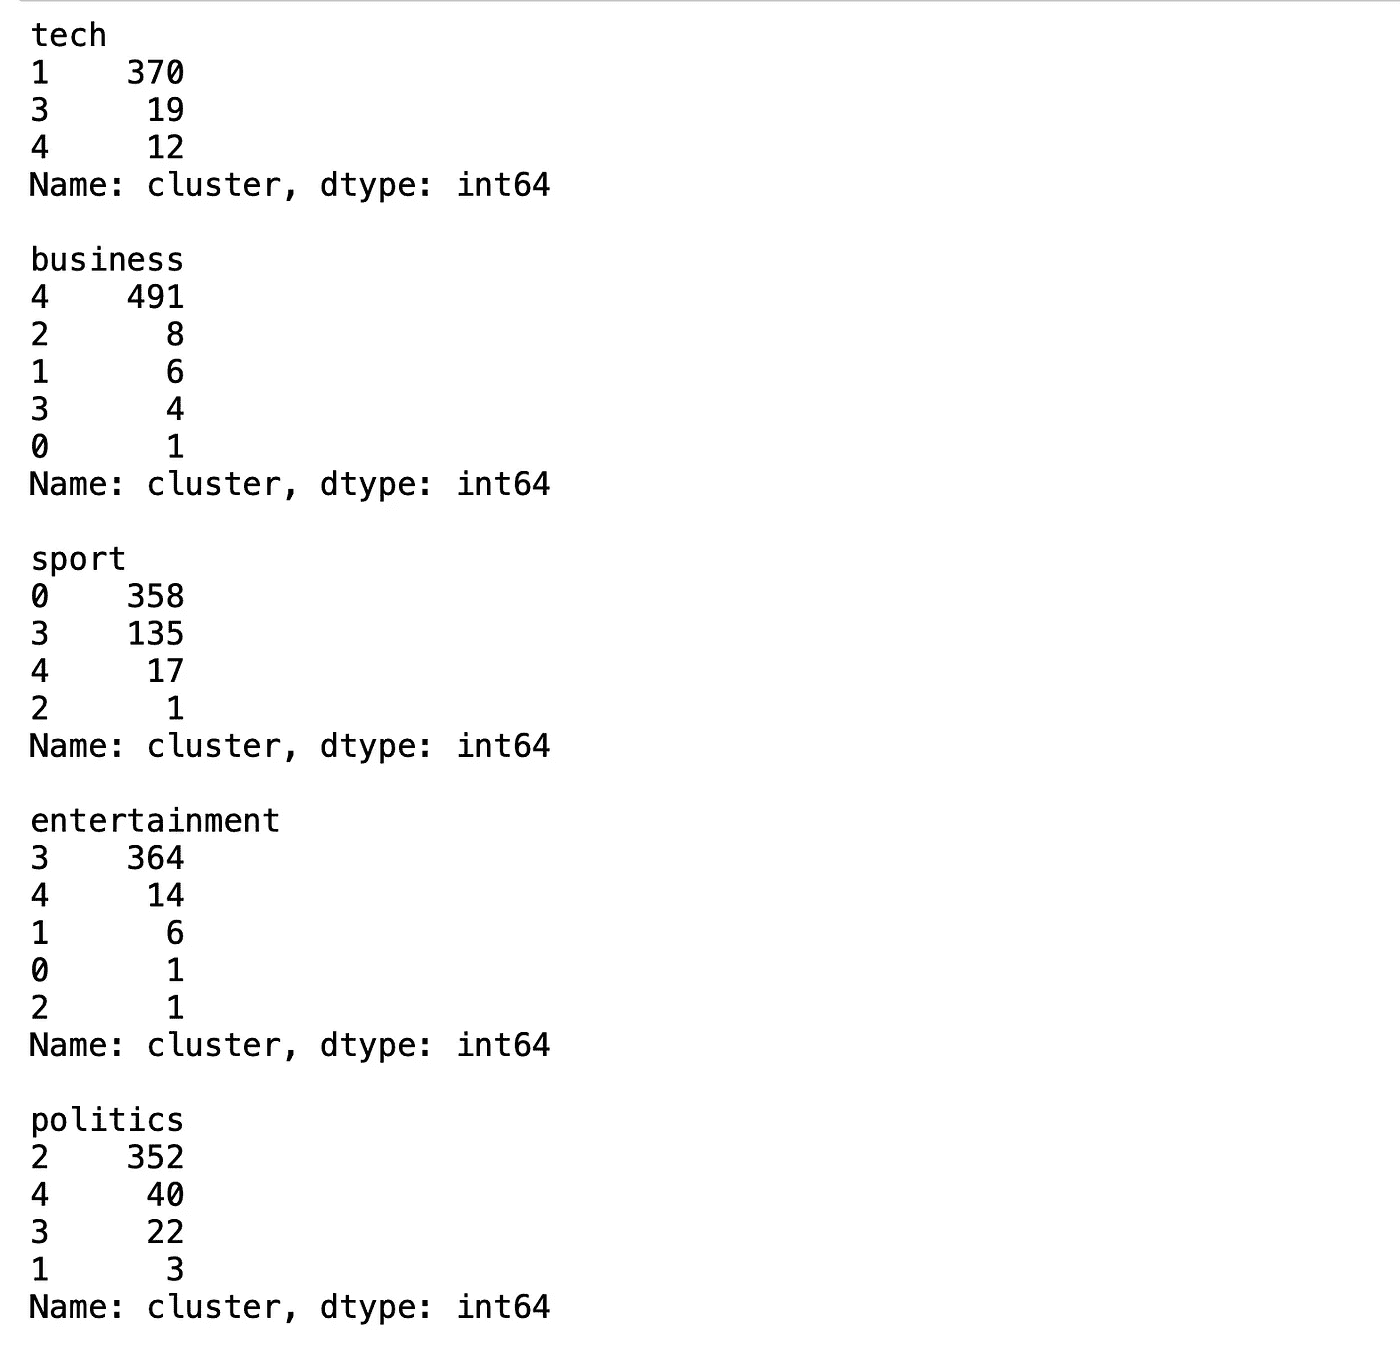 tech
1    370
3     19
4     12
Name: cluster, dtype: int64

business
4    491
2      8
1      6
3      4
0      1
Name: cluster, dtype: int64

sport
0    358
3    135
4     17
2      1
Name: cluster, dtype: int64

entertainment
3    364
4     14
1      6
0      1
2      1
Name: cluster, dtype: int64

politics
2    352
4     40
3     22
1      3
Name: cluster, dtype: int64